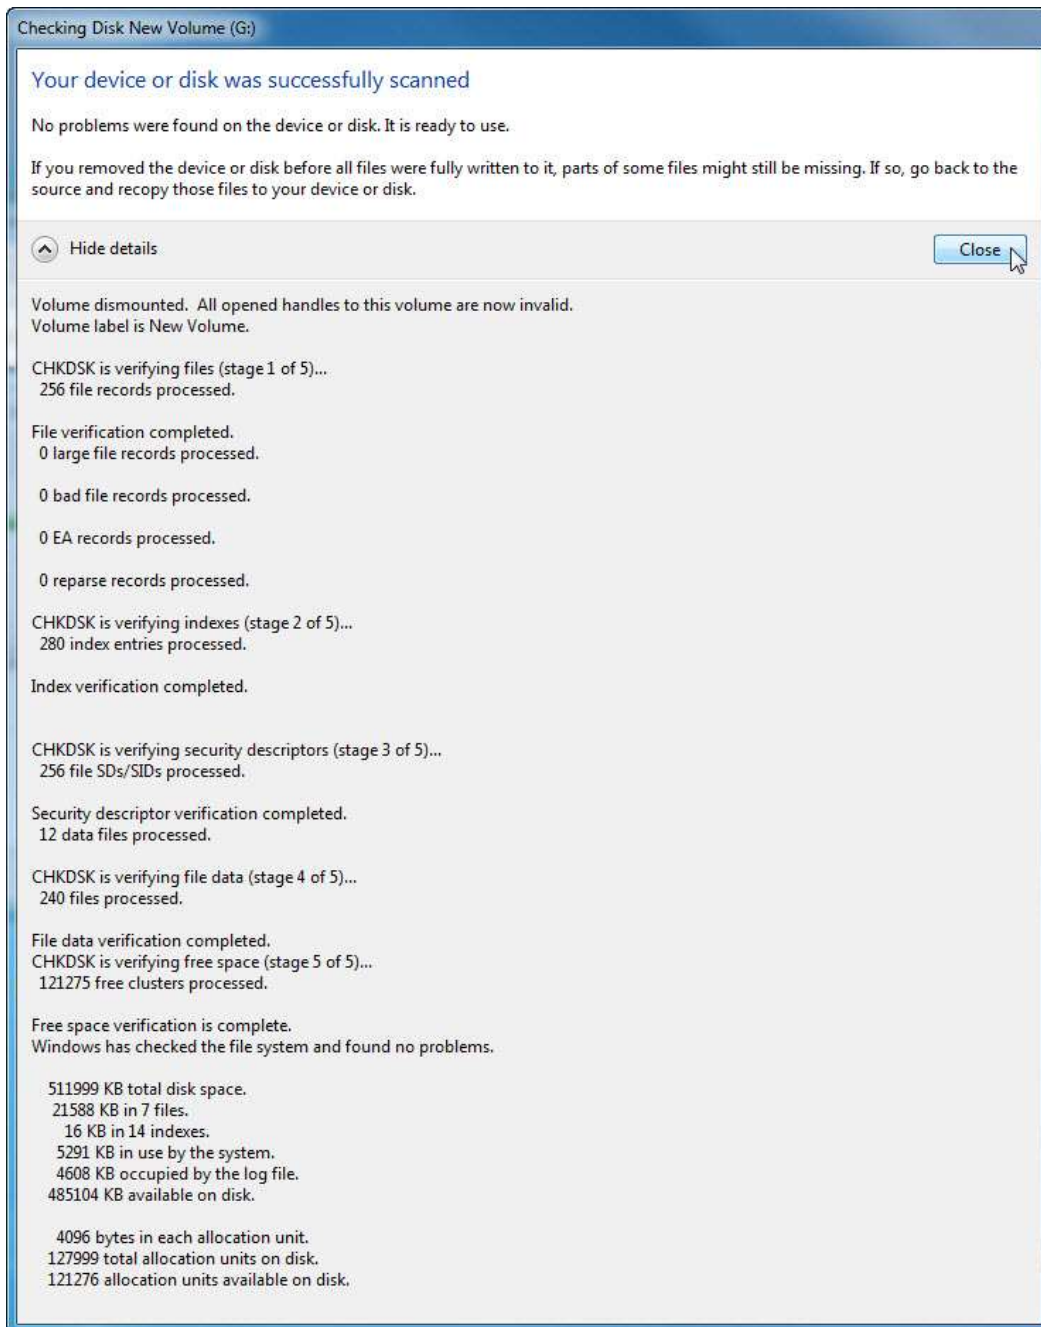 Checking Disk New Volume (G:)
Your device or disk was successfully scanned
No problems were found on the device or disk. It is ready to use.
If you removed the device or disk before all files were fully written to it, parts of some files might still be missing. If so, go back to the
source and recopy those files to your device or disk.
Hide details
Close
Volume dismounted.  All opened handles to this volume are now invalid.
Volume label is New Volume.
CHKDSK is verifying files (stage 1 of 5)...
256 file records processed.
File verification completed.
0 large file records processed.
0 bad file records processed.
0 EA records processed.
0 reparse records processed.
CHKDSK is verifying indexes (stage 2 of 5)...
280 index entries processed.
Index verification completed.
CHKDSK is verifying security descriptors (stage 3 of 5)...
256 file SDs/SIDs processed.
Security descriptor verification completed.
12 data files processed.
CHKDSK is verifying file data (stage 4 of 5)...
240 files processed.
File data verification completed.
CHKDSK is verifying free space (stage 5 of 5)...
121275 free clusters processed.
Free space verification is complete.
Windows has checked the file system and found no problems.
511999 KB total disk space.
21588 KB in 7 files.
16 KB in 14 indexes.
5291 KB in use by the system.
4608 KB occupied by the log file.
485104 KB available on disk.
4096 bytes in each allocation unit.
127999 total allocation units on disk.
121276 allocation units available on disk.